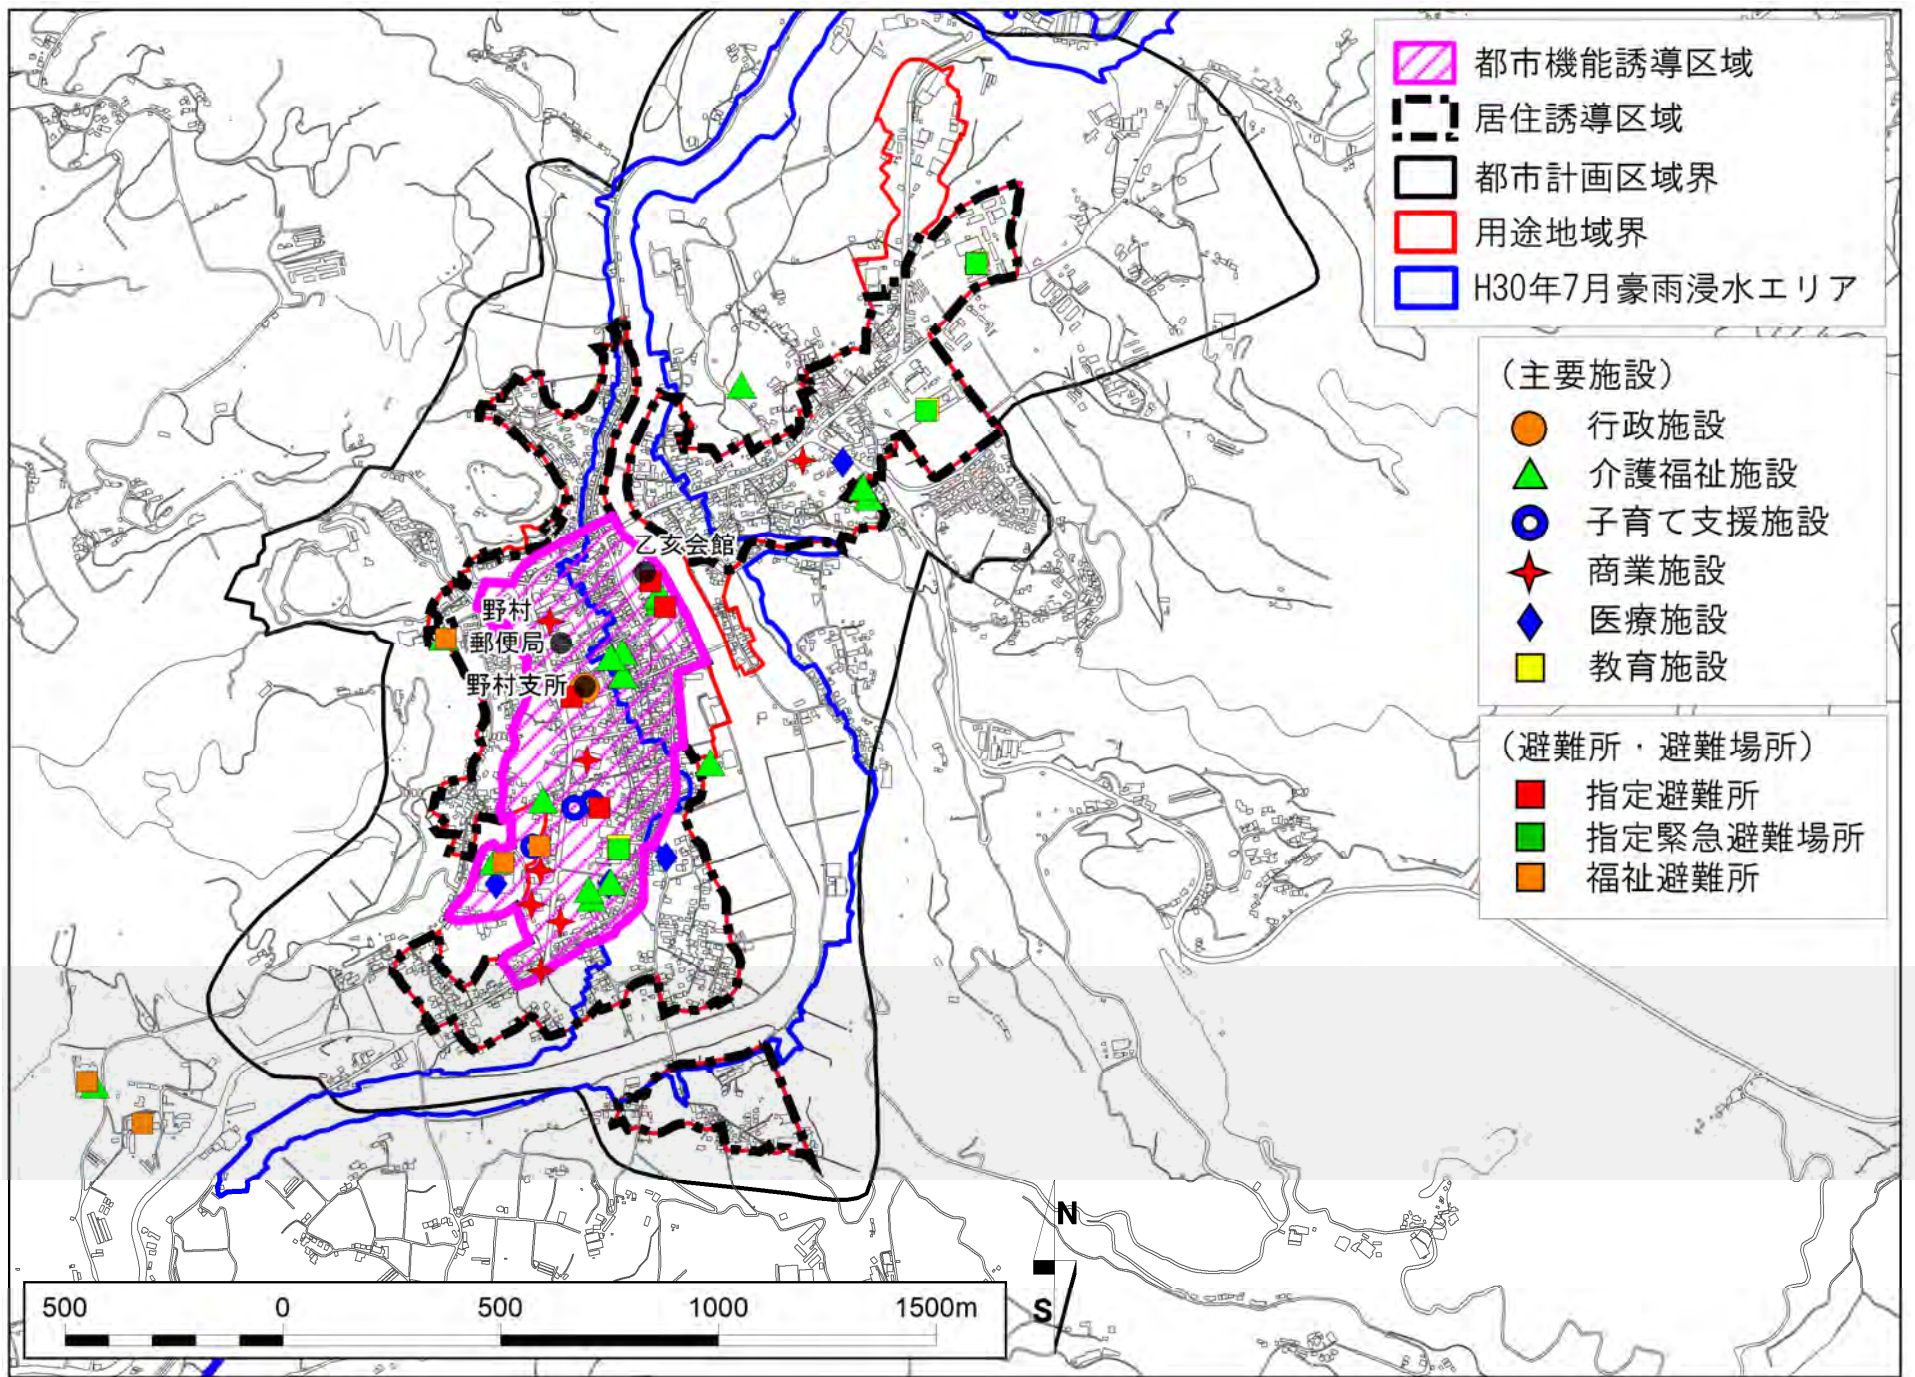 都市機能誘導区域
居住誘導区域
都市計画区域界
用途地域界
H30年7月豪雨浸水エリア
（主要施設）
行政施設
介護福祉施設
子育て支援施設
商業施設
医療施設
教育施設
（避難所・避難場所）
指定避難所
指定緊急避難場所
福祉避難所
乙亥会館
野村
郵便局
野村支所
N
S
500 0 500 1000 1500m